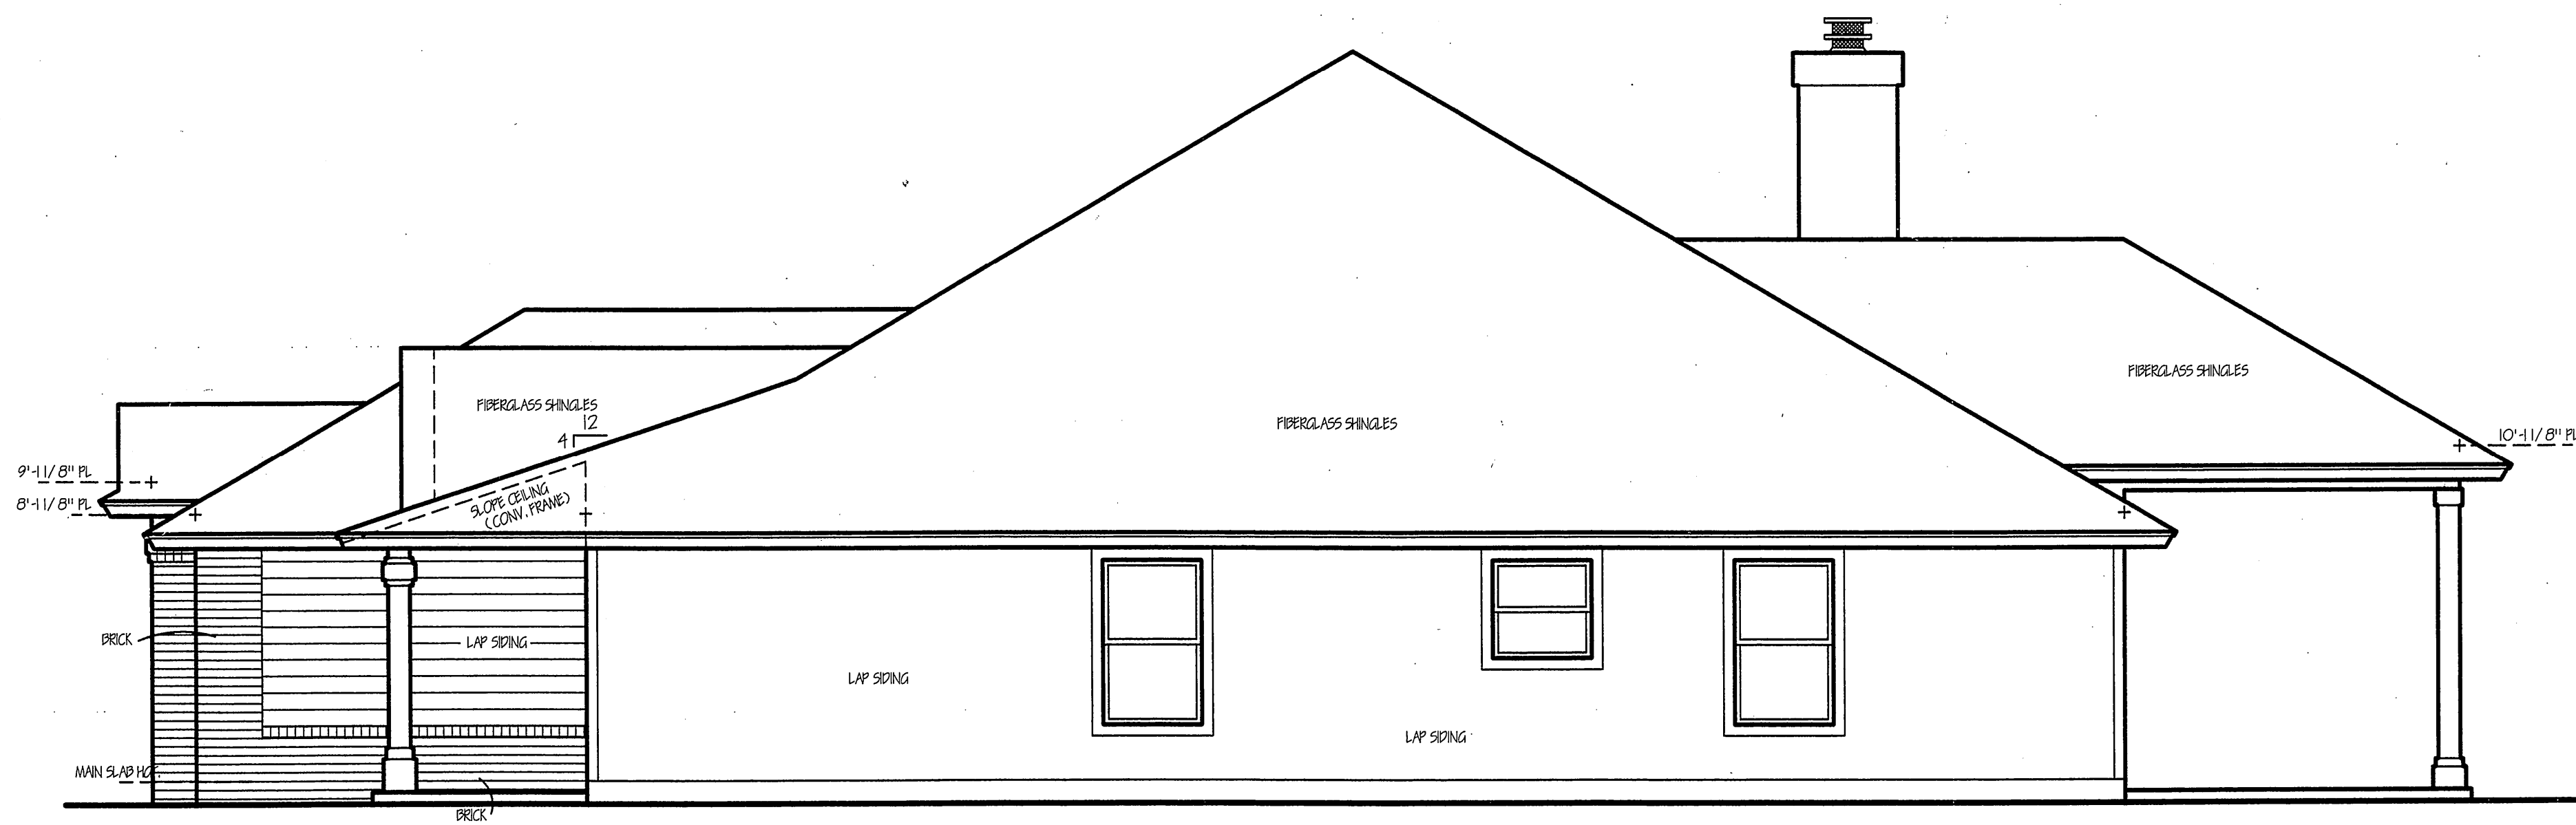 FIBERGLASS SHINGLES
FIBERGLASS SHINGLES
12
4
FIBERGLASS SHINGLES
10'-1 1/8" PL
9'-1 1/8" PL
8'-1 1/8" PL
SLOPE CEILING
(CONV. FRAME)
BRICK
LAP SIDING
LAP SIDING
LAP SIDING
MAIN SLAB HGT.
BRICK